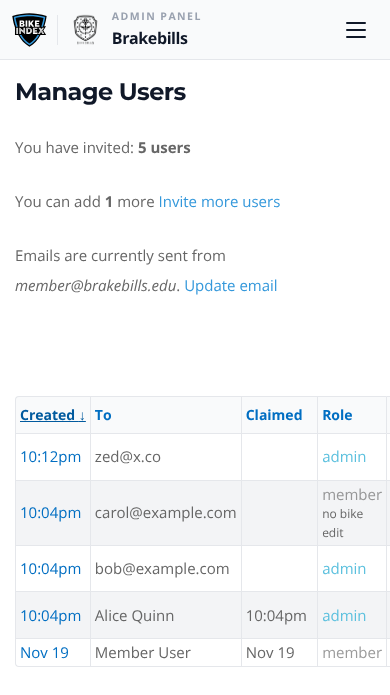 BIKE
INDEX
ADMIN PANEL
Brakebills
Manage Users
You have invited: 5 users
You can add 1 more Invite more users
Emails are currently sent from
member@brakebills.edu. Update email
Created ↓ To Claimed Role
10:12pm zed@x.co admin
10:04pm carol@example.com member
no bike
edit
10:04pm bob@example.com admin
10:04pm Alice Quinn 10:04pm admin
Nov 19 Member User Nov 19 member